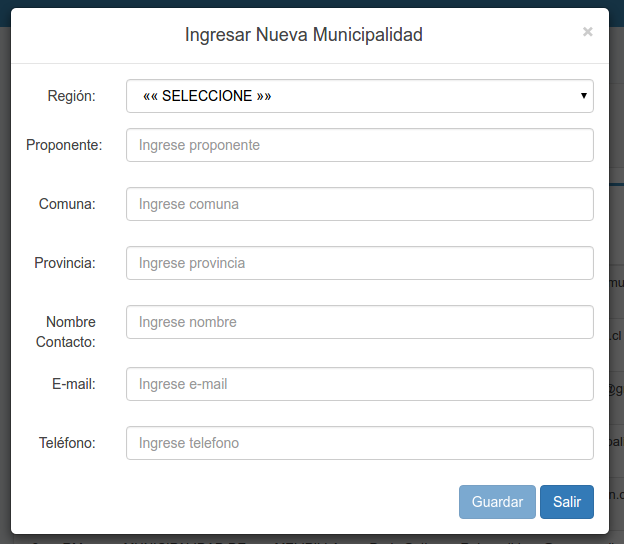 Ingresar Nueva Municipalidad
×
Región:
«« SELECCIONE »»
Proponente:
Ingrese proponente
Comuna:
Ingrese comuna
Provincia:
Ingrese provincia
Nombre
Contacto:
Ingrese nombre
E-mail:
Ingrese e-mail
Teléfono:
Ingrese telefono
Guardar
Salir
.cl